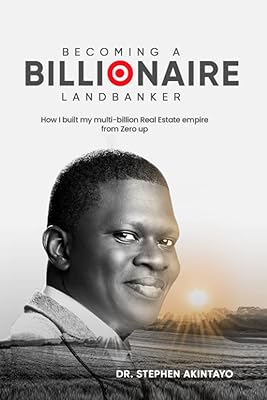 BECOMING A
BILLIONAIRE
LANDBANKER
How I built my multi-billion Real Estate empire
from Zero up
DR. STEPHEN AKINTAYO